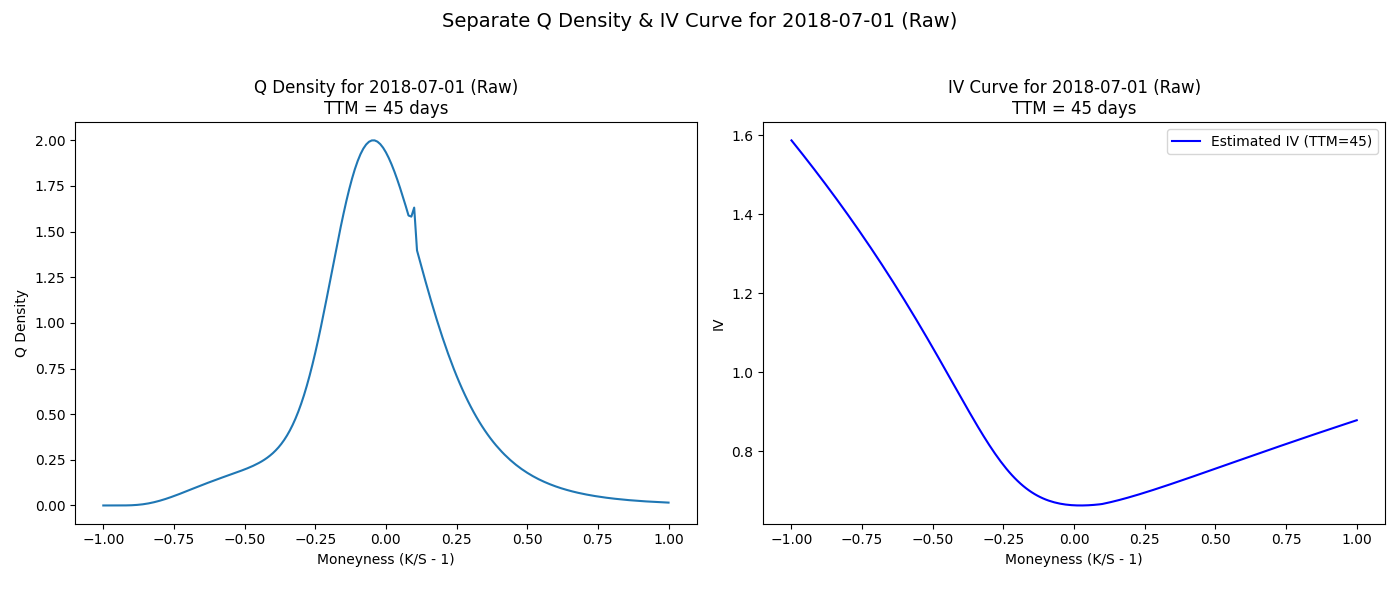 Separate Q Density & IV Curve for 2018-07-01 (Raw)
Q Density for 2018-07-01 (Raw)
TTM = 45 days
Q Density
2.00
1.75
1.50
1.25
1.00
0.75
0.50
0.25
0.00
−1.00 −0.75 −0.50 −0.25 0.00 0.25 0.50 0.75 1.00
Moneyness (K/S - 1)
IV Curve for 2018-07-01 (Raw)
TTM = 45 days
Estimated IV (TTM=45)
IV
1.6
1.4
1.2
1.0
0.8
−1.00 −0.75 −0.50 −0.25 0.00 0.25 0.50 0.75 1.00
Moneyness (K/S - 1)